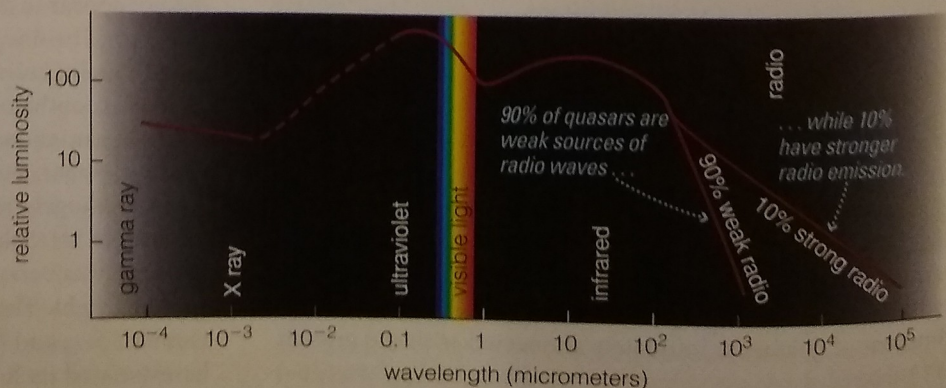 relative luminosity
100
10
1
gamma ray
X ray
ultraviolet
visible light
infrared
radio
90% of quasars are
weak sources of
radio waves . . .
. . . while 10%
have stronger
radio emission.
90% weak radio
10% strong radio
10⁻⁴ 10⁻³ 10⁻² 0.1 1 10 10² 10³ 10⁴ 10⁵
wavelength (micrometers)